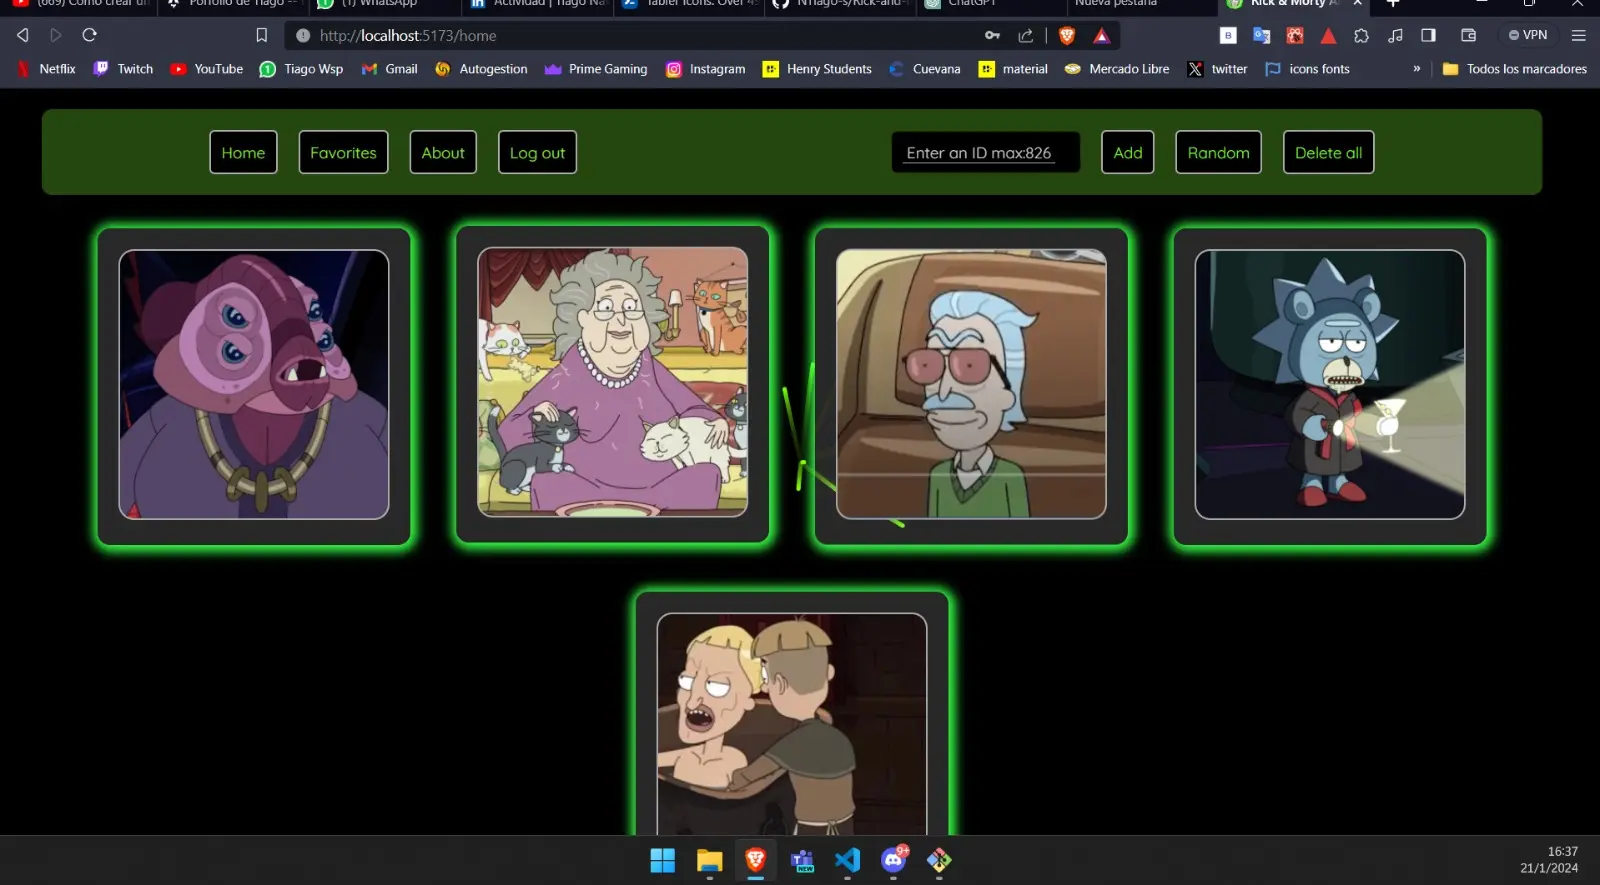 (669) Cómo crear un
Portfolio de Tiago --
(1) WhatsApp
Actividad | Tiago Na
Tabler Icons: Over 4
NTiago-s/Rick-and-
ChatGPT
Nueva pestaña
Rick & Morty A
http://localhost:5173/home
VPN
Netflix
Twitch
YouTube
Tiago Wsp
Gmail
Autogestion
Prime Gaming
Instagram
Henry Students
Cuevana
material
Mercado Libre
twitter
icons fonts
»
Todos los marcadores
Home
Favorites
About
Log out
Enter an ID max:826
Add
Random
Delete all
NEW
9+
16:37
21/1/2024